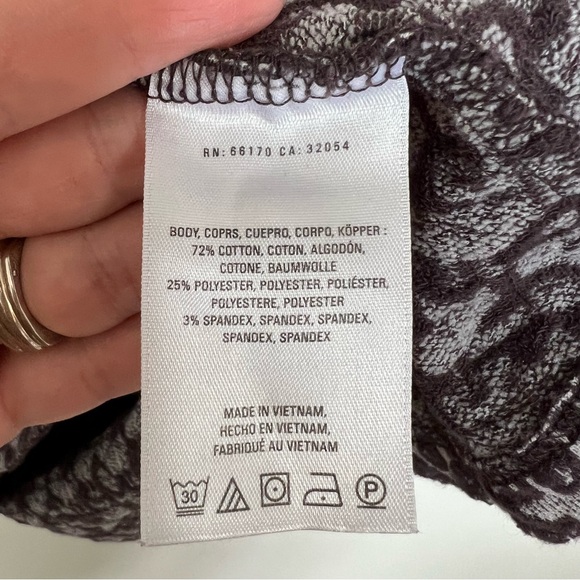 RN: 66170 CA: 32054
BODY, COPRS, CUEPRO, CORPO, KÖPPER :
72% COTTON, COTON, ALGODÓN,
COTONE, BAUMWOLLE
25% POLYESTER, POLYESTER, POLIÉSTER,
POLYESTERE, POLYESTER
3% SPANDEX, SPANDEX, SPANDEX,
SPANDEX, SPANDEX
MADE IN VIETNAM,
HECHO EN VIETNAM,
FABRIQUÉ AU VIETNAM
30 P